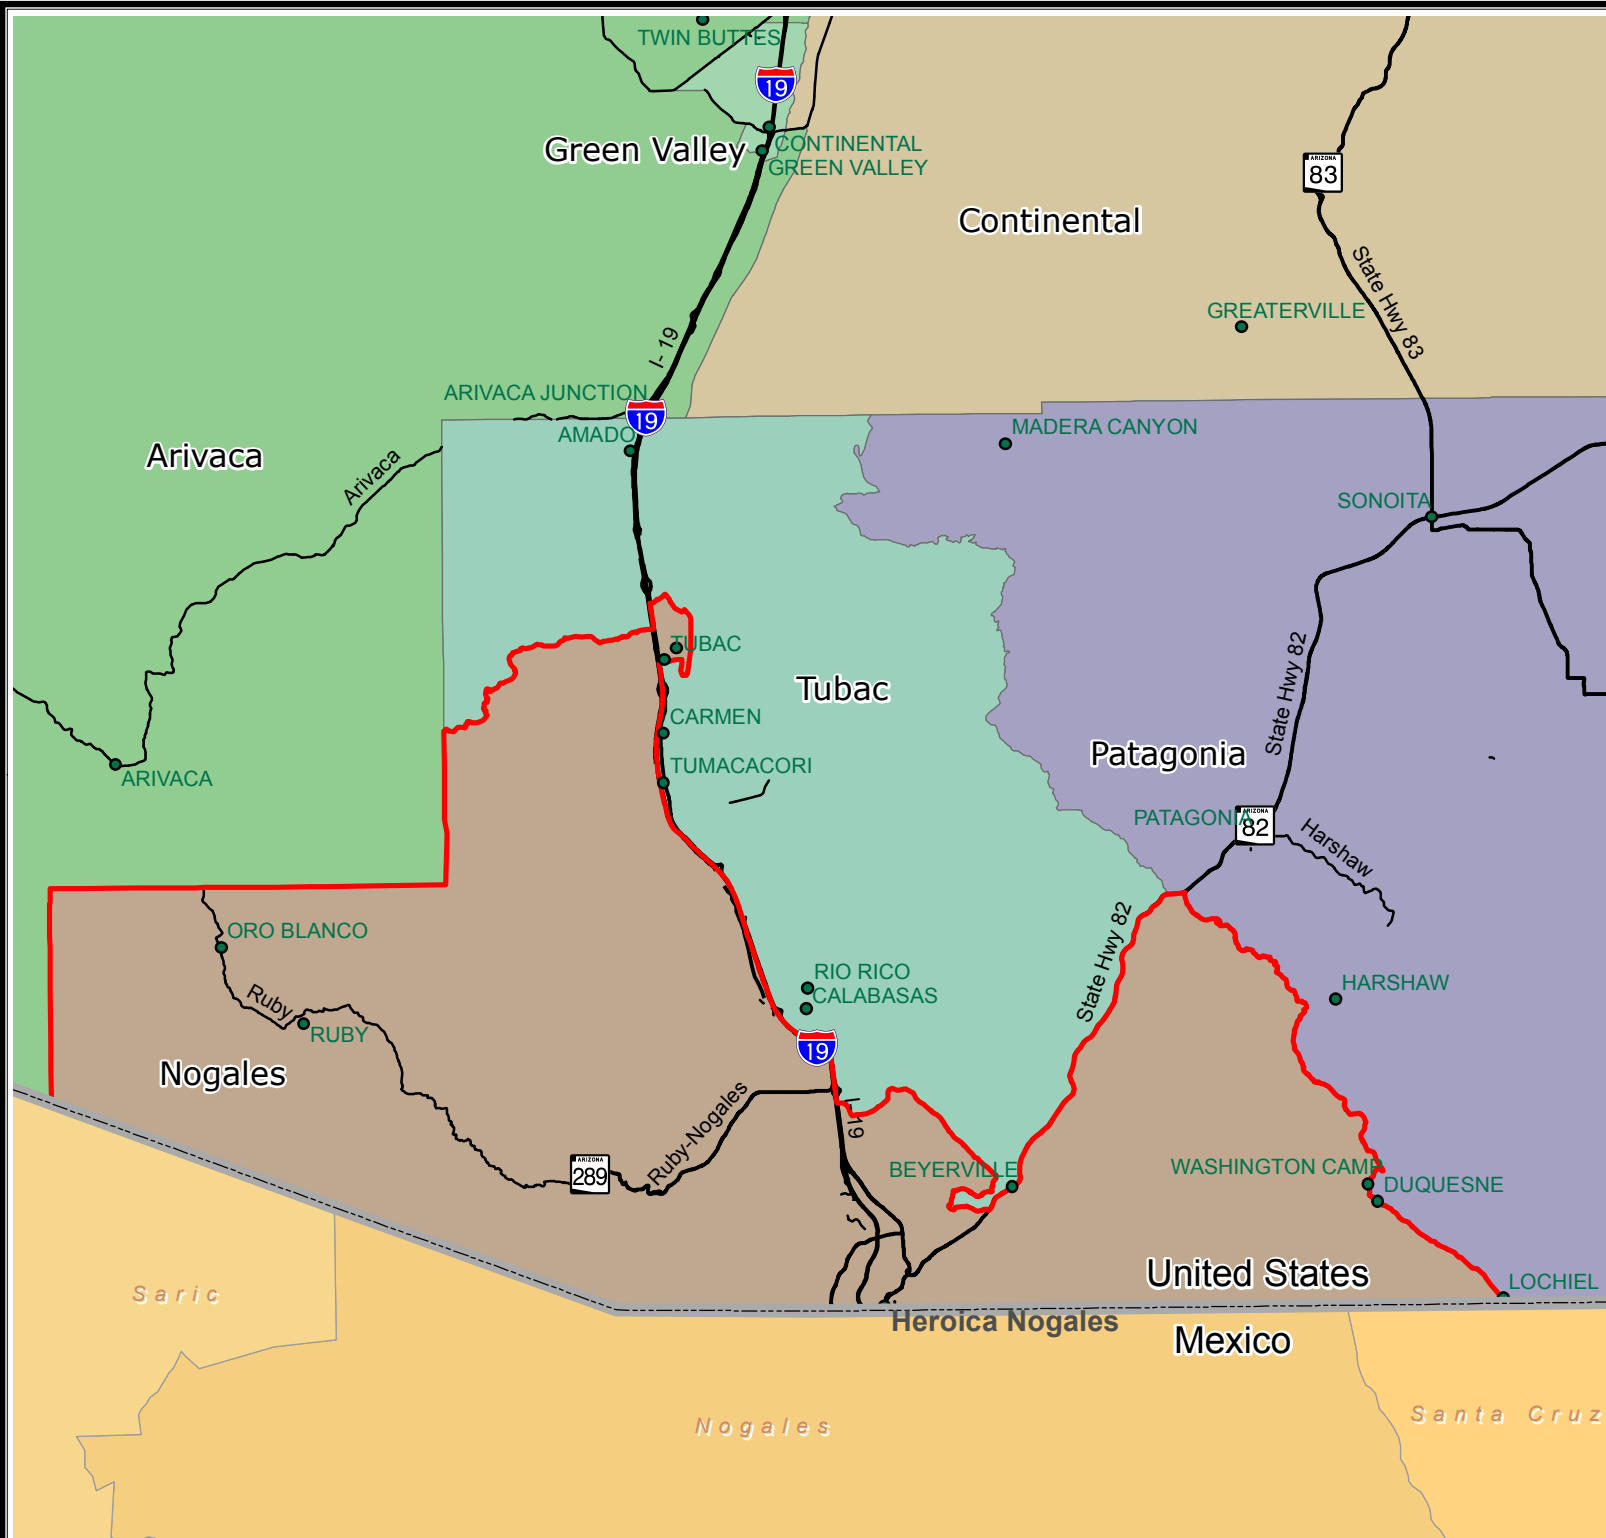 TWIN BUTTES
19
Green Valley
CONTINENTAL
GREEN VALLEY
ARIZONA
83
Continental
State Hwy 83
GREATERVILLE
I- 19
ARIVACA JUNCTION
19
AMADO
MADERA CANYON
Arivaca
Arivaca
SONOITA
TUBAC
Tubac
State Hwy 82
CARMEN
Patagonia
TUMACACORI
ARIVACA
PATAGONIA
ARIZONA
82
Harshaw
ORO BLANCO
State Hwy 82
RIO RICO
CALABASAS
HARSHAW
Ruby
RUBY
19
Nogales
I-19
Ruby-Nogales
ARIZONA
289
BEYERVILLE
WASHINGTON CAMP
DUQUESNE
United States
LOCHIEL
Saric
Heroica Nogales
Mexico
Nogales
Santa Cruz